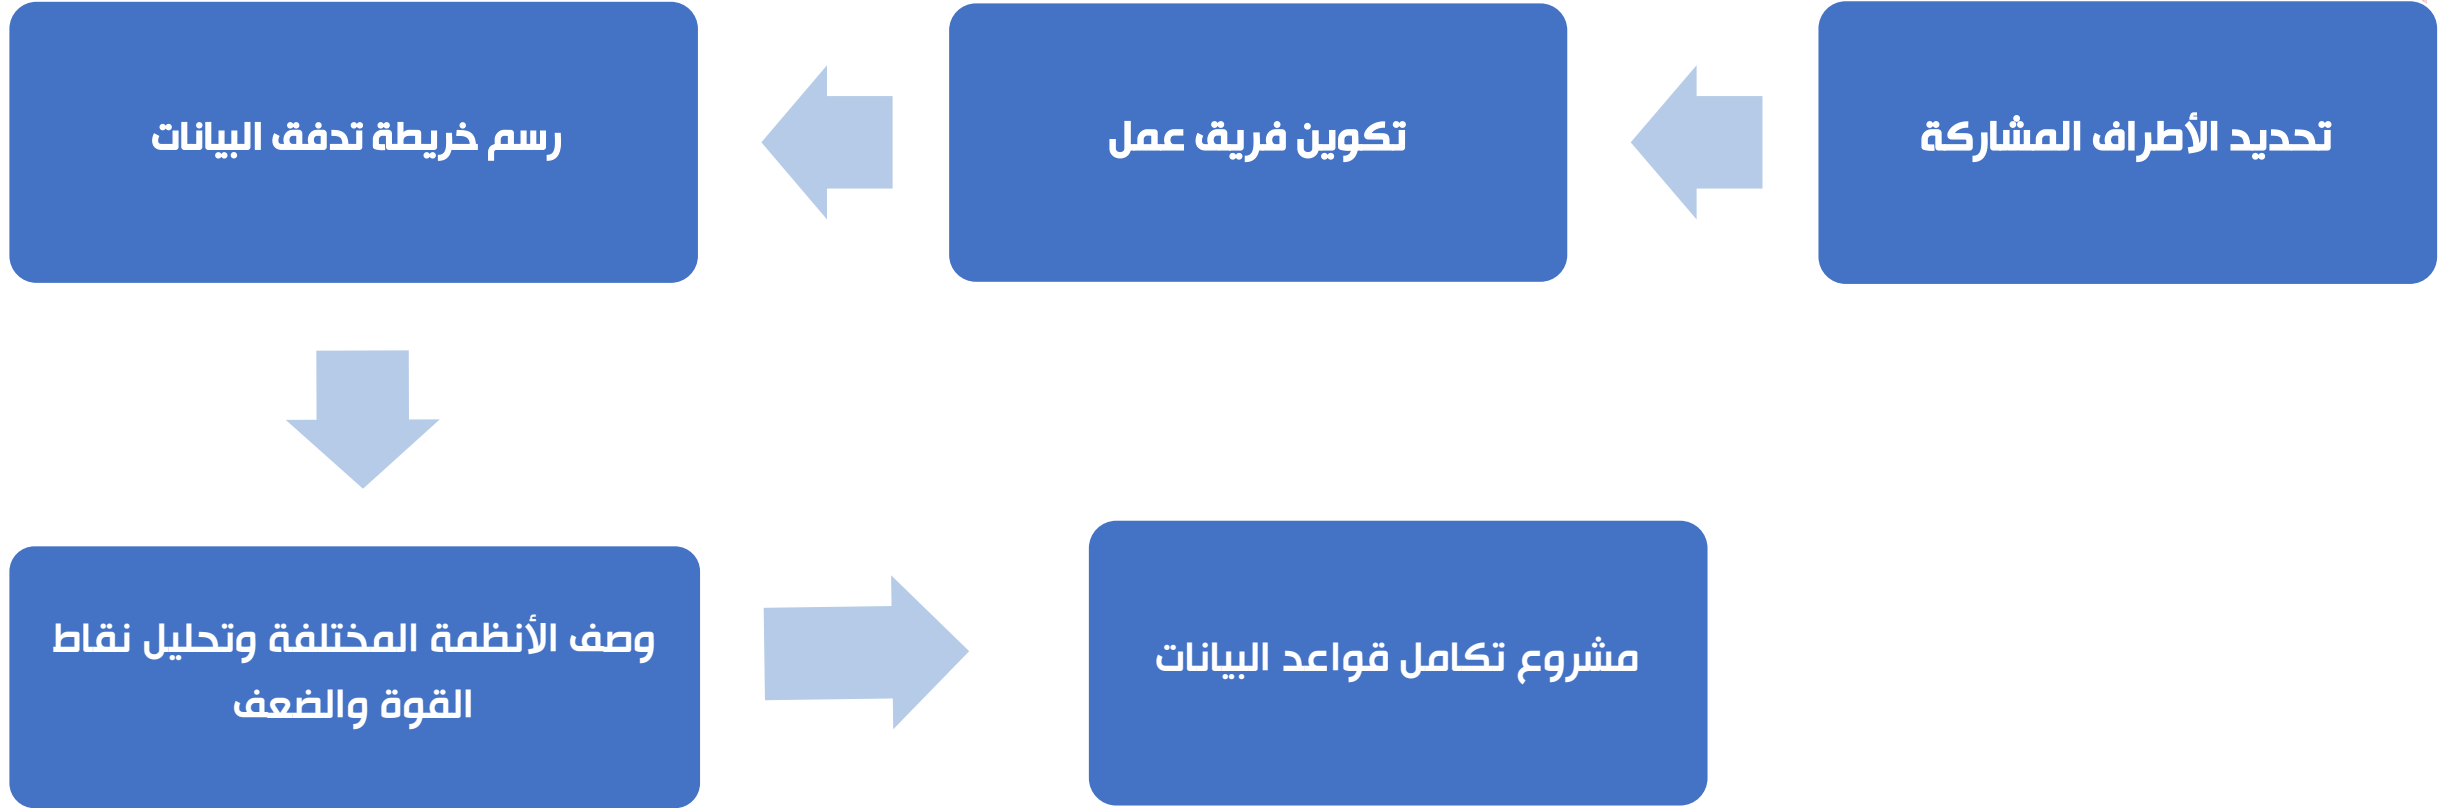 تحديد الأطراف المشاركة
تكوين فريق عمل
رسم خريطة تدفق البيانات
وصف الأنظمة المختلفة وتحليل نقاط
القوة والضعف
مشروع تكامل قواعد البيانات